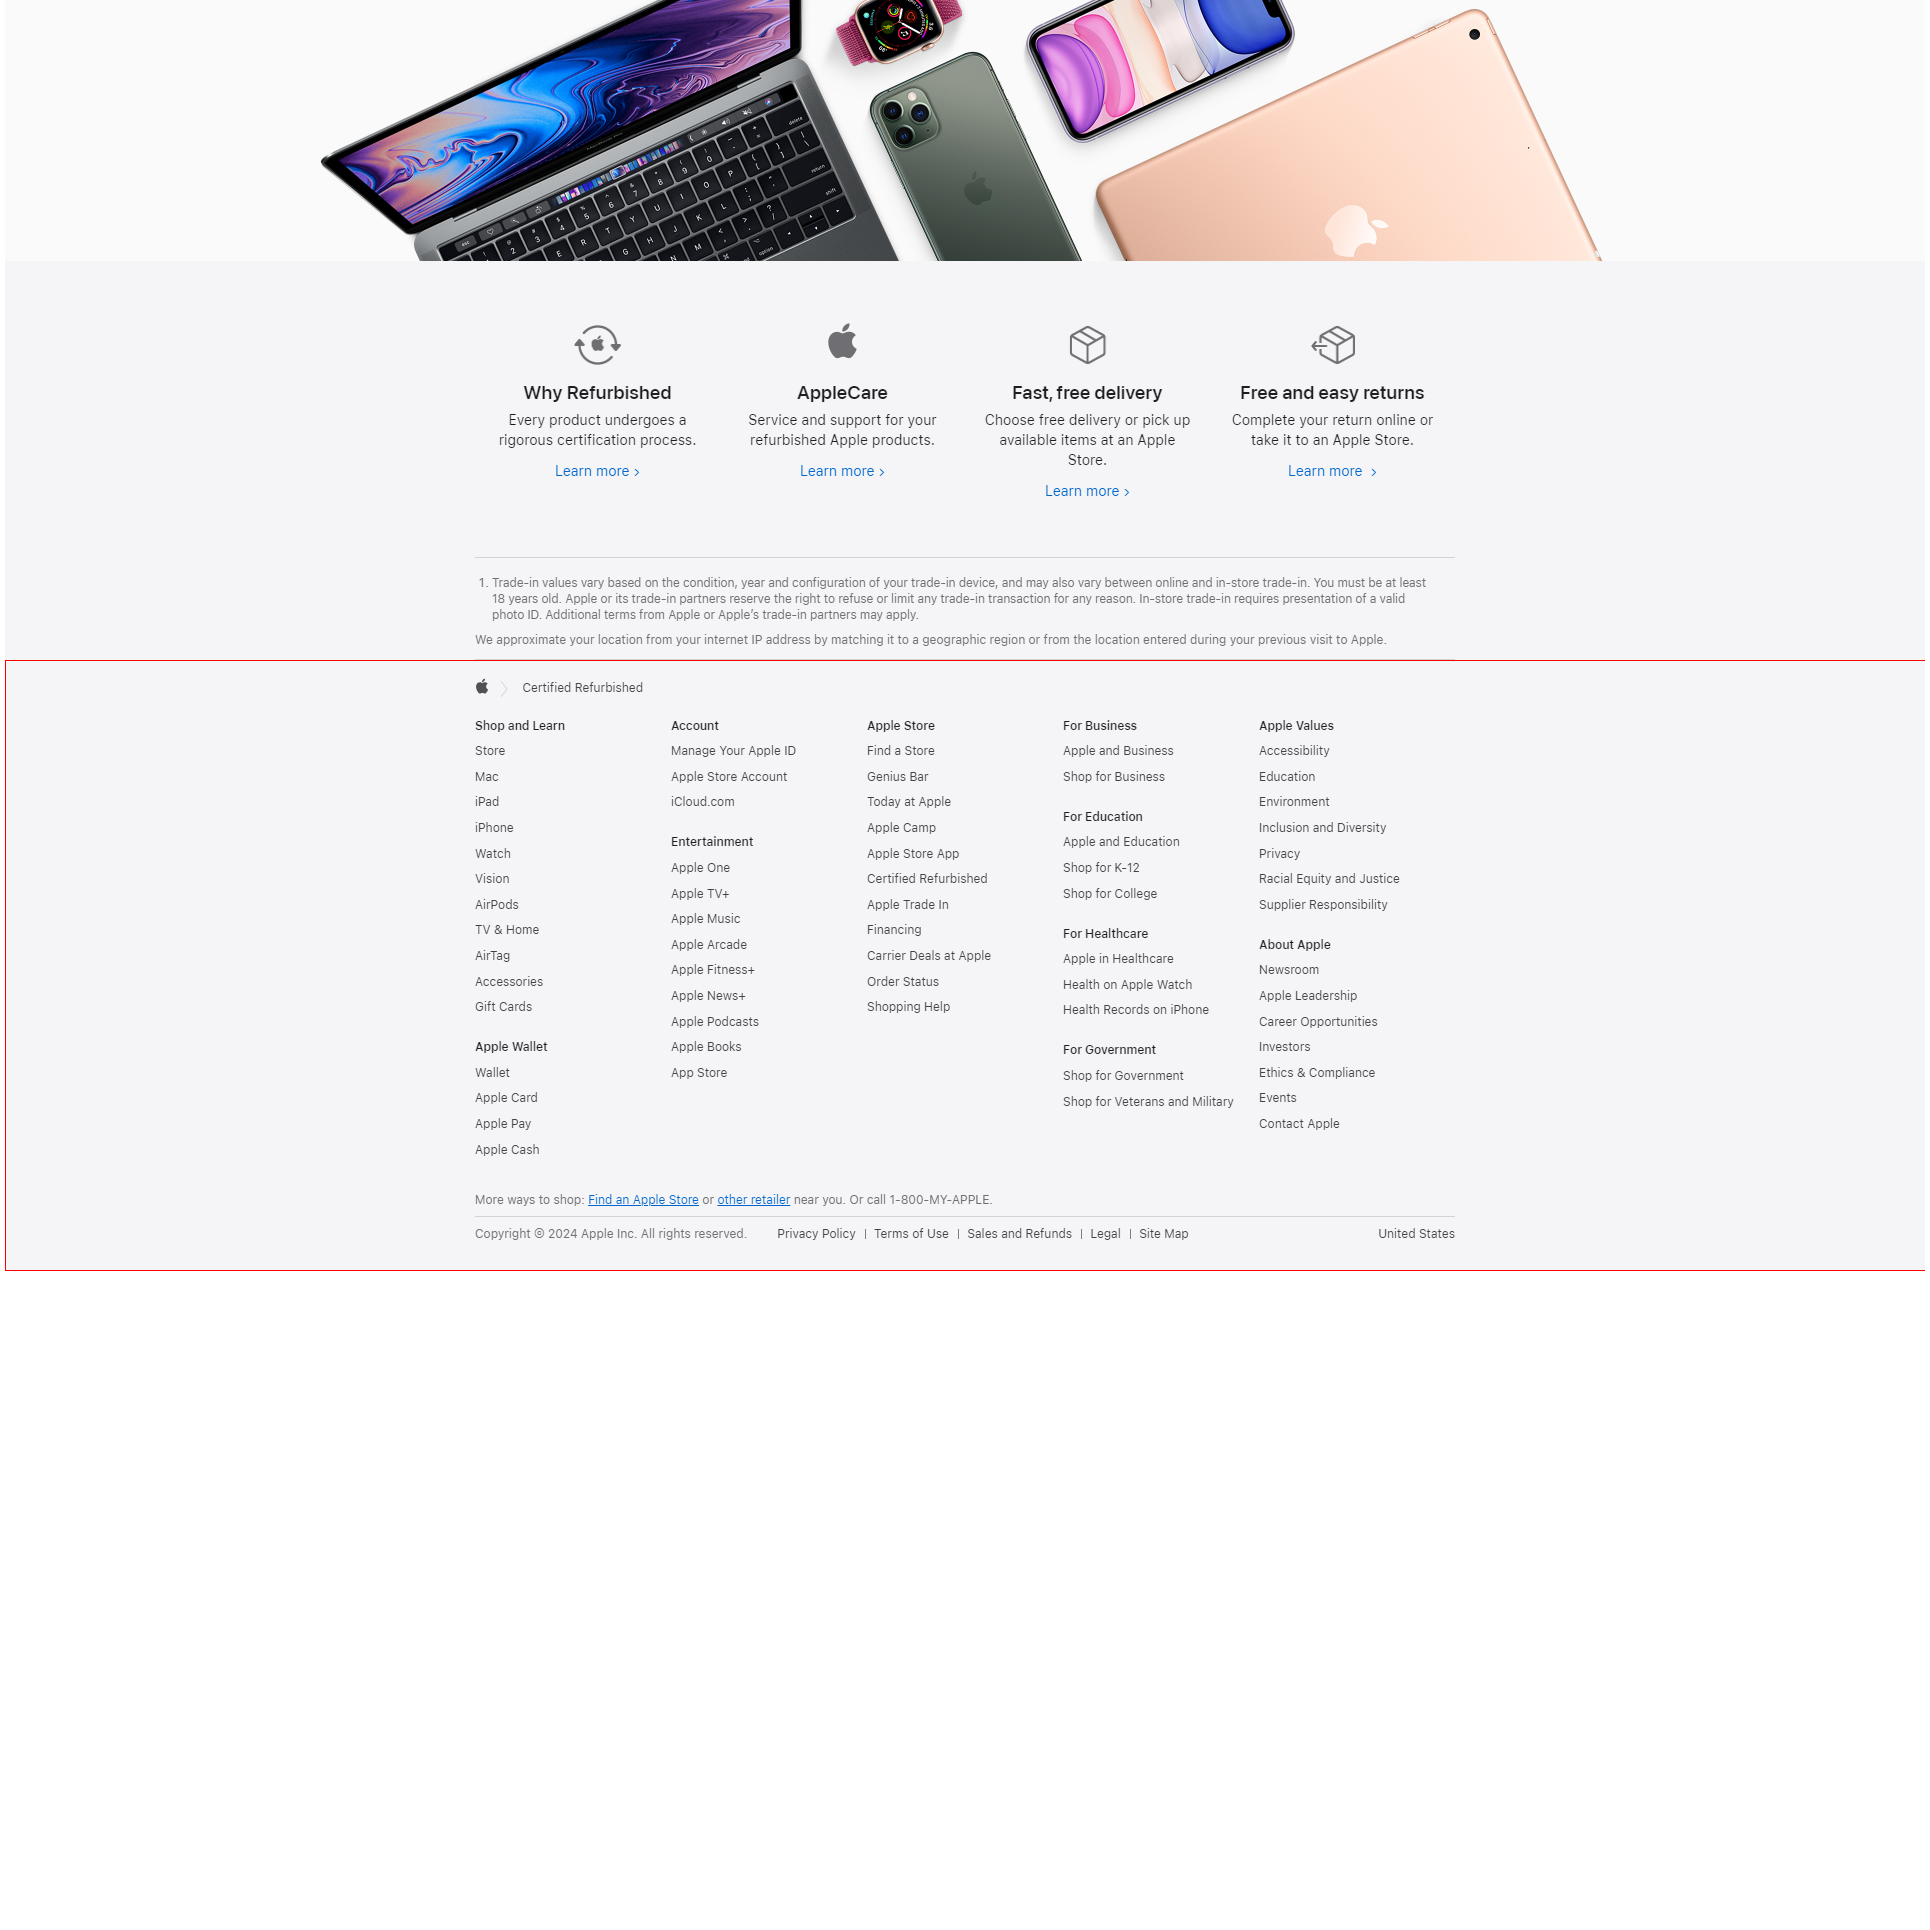 Why Refurbished
Every product undergoes a
rigorous certification process.
Learn more
AppleCare
Service and support for your
refurbished Apple products.
Learn more
Fast, free delivery
Choose free delivery or pick up
available items at an Apple
Store.
Learn more
Free and easy returns
Complete your return online or
take it to an Apple Store.
Learn more
1. Trade-in values vary based on the condition, year and configuration of your trade-in device, and may also vary between online and in-store trade-in. You must be at least
18 years old. Apple or its trade-in partners reserve the right to refuse or limit any trade-in transaction for any reason. In-store trade-in requires presentation of a valid
photo ID. Additional terms from Apple or Apple’s trade-in partners may apply.
We approximate your location from your internet IP address by matching it to a geographic region or from the location entered during your previous visit to Apple.
Certified Refurbished
Shop and Learn
Store
Mac
iPad
iPhone
Watch
Vision
AirPods
TV & Home
AirTag
Accessories
Gift Cards
Apple Wallet
Wallet
Apple Card
Apple Pay
Apple Cash
Account
Manage Your Apple ID
Apple Store Account
iCloud.com
Entertainment
Apple One
Apple TV+
Apple Music
Apple Arcade
Apple Fitness+
Apple News+
Apple Podcasts
Apple Books
App Store
Apple Store
Find a Store
Genius Bar
Today at Apple
Apple Camp
Apple Store App
Certified Refurbished
Apple Trade In
Financing
Carrier Deals at Apple
Order Status
Shopping Help
For Business
Apple and Business
Shop for Business
For Education
Apple and Education
Shop for K-12
Shop for College
For Healthcare
Apple in Healthcare
Health on Apple Watch
Health Records on iPhone
For Government
Shop for Government
Shop for Veterans and Military
Apple Values
Accessibility
Education
Environment
Inclusion and Diversity
Privacy
Racial Equity and Justice
Supplier Responsibility
About Apple
Newsroom
Apple Leadership
Career Opportunities
Investors
Ethics & Compliance
Events
Contact Apple
More ways to shop: Find an Apple Store or other retailer near you. Or call 1-800-MY-APPLE.
Copyright © 2024 Apple Inc. All rights reserved. Privacy Policy | Terms of Use | Sales and Refunds | Legal | Site Map United States